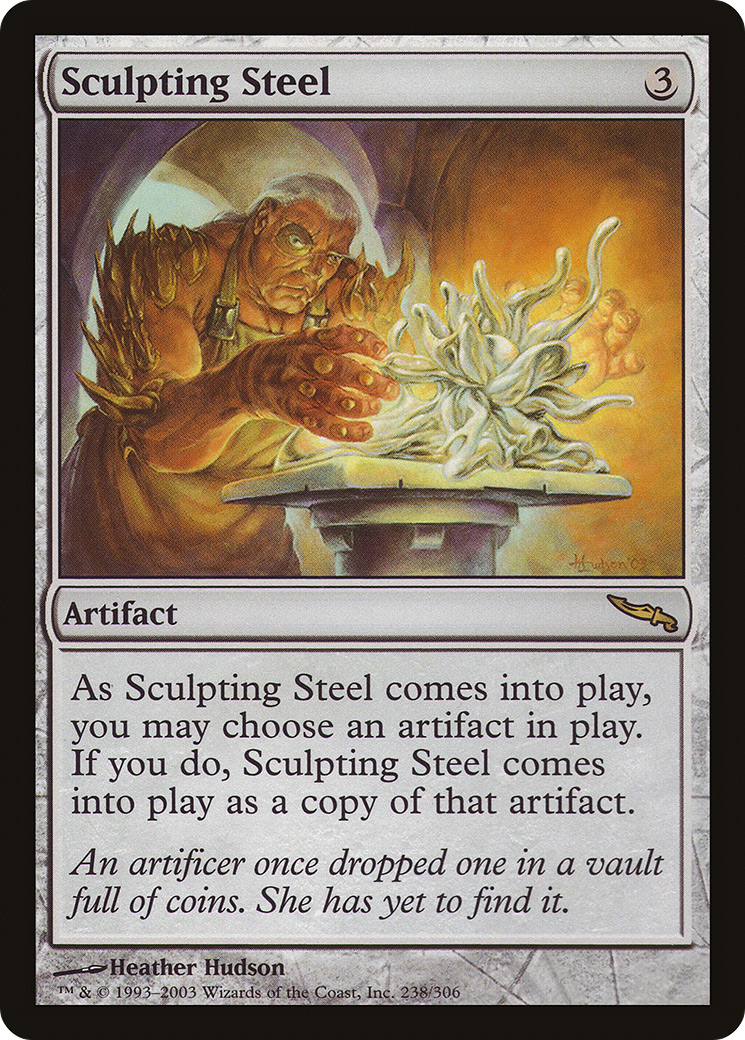 Sculpting Steel 3
Hudson '03
Artifact
As Sculpting Steel comes into play,
you may choose an artifact in play.
If you do, Sculpting Steel comes
into play as a copy of that artifact.
An artificer once dropped one in a vault
full of coins. She has yet to find it.
Heather Hudson
™ & © 1993–2003 Wizards of the Coast, Inc. 238/306